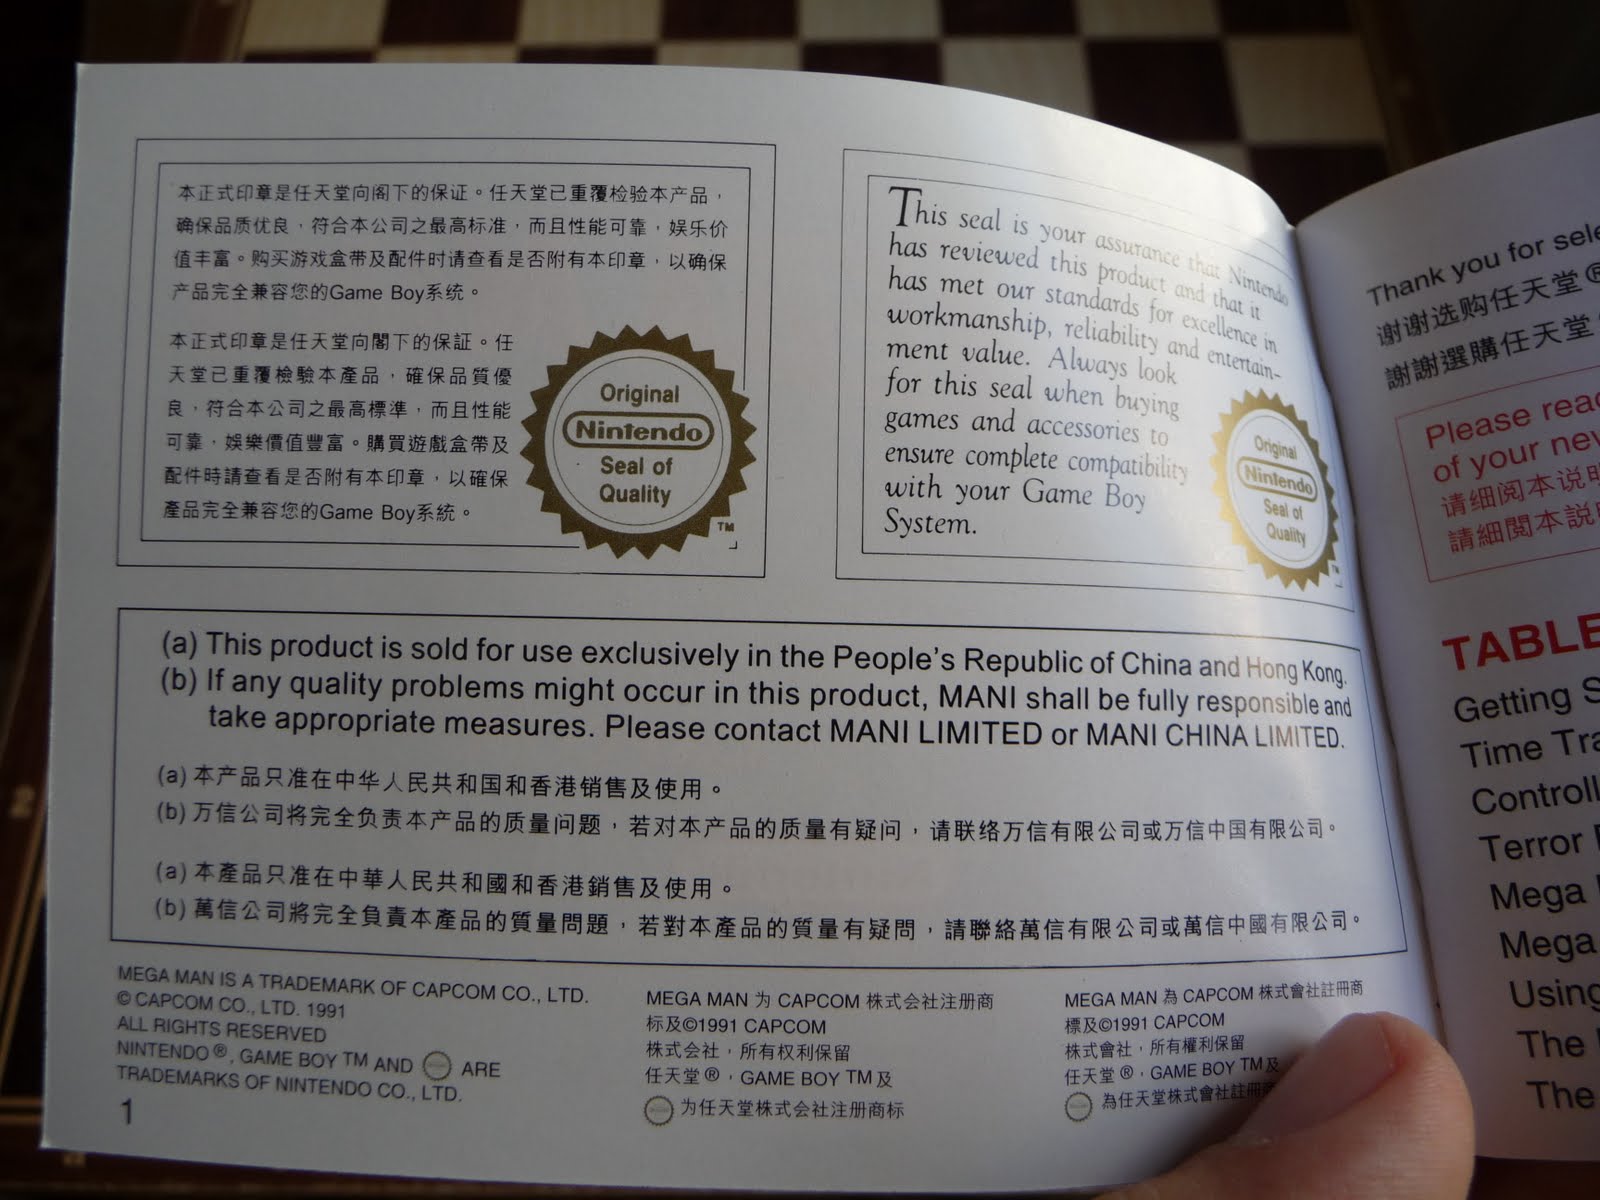 本正式印章是任天堂向阁下的保证。任天堂已重覆检验本产品，
确保品质优良，符合本公司之最高标准，而且性能可靠，娱乐价
值丰富。购买游戏盒带及配件时请查看是否附有本印章，以确保
产品完全兼容您的Game Boy系统。
本正式印章是任天堂向閣下的保証。任
天堂已重覆檢驗本產品，確保品質優
良，符合本公司之最高標準，而且性能
可靠，娛樂價值豐富。購買遊戲盒帶及
配件時請查看是否附有本印章，以確保
產品完全兼容您的Game Boy系統。
Original
Nintendo
Seal of
Quality
TM
This seal is your assurance that Nintendo
has reviewed this product and that it
has met our standards for excellence in
workmanship, reliability and entertain-
ment value. Always look
for this seal when buying
games and accessories to
ensure complete compatibility
with your Game Boy
System.
Original
Nintendo
Seal of
Quality
(a) This product is sold for use exclusively in the People's Republic of China and Hong Kong.
(b) If any quality problems might occur in this product, MANI shall be fully responsible and
take appropriate measures. Please contact MANI LIMITED or MANI CHINA LIMITED.
(a) 本产品只准在中华人民共和国和香港销售及使用。
(b) 万信公司将完全负责本产品的质量问题，若对本产品的质量有疑问，请联络万信有限公司或万信中国有限公司。
(a) 本產品只准在中華人民共和國和香港銷售及使用。
(b) 萬信公司將完全負責本產品的質量問題，若對本產品的質量有疑問，請聯絡萬信有限公司或萬信中國有限公司。
MEGA MAN IS A TRADEMARK OF CAPCOM CO., LTD.
© CAPCOM CO., LTD. 1991
ALL RIGHTS RESERVED
NINTENDO ®, GAME BOY TM AND ARE
TRADEMARKS OF NINTENDO CO., LTD.
MEGA MAN 为 CAPCOM 株式会社注册商
标及©1991 CAPCOM
株式会社，所有权利保留
任天堂 ®，GAME BOY TM 及
为任天堂株式会社注册商标
MEGA MAN 為 CAPCOM 株式會社註冊商
標及©1991 CAPCOM
株式會社，所有權利保留
任天堂 ®，GAME BOY TM 及
為任天堂株式會社註冊
1
Thank you for
谢谢选购任天堂®
謝謝選購任天堂
Please
of your
请细阅本说
請細閱本説
TABLE
Getting
Time
Terror
Mega
Mega
Using
The
The